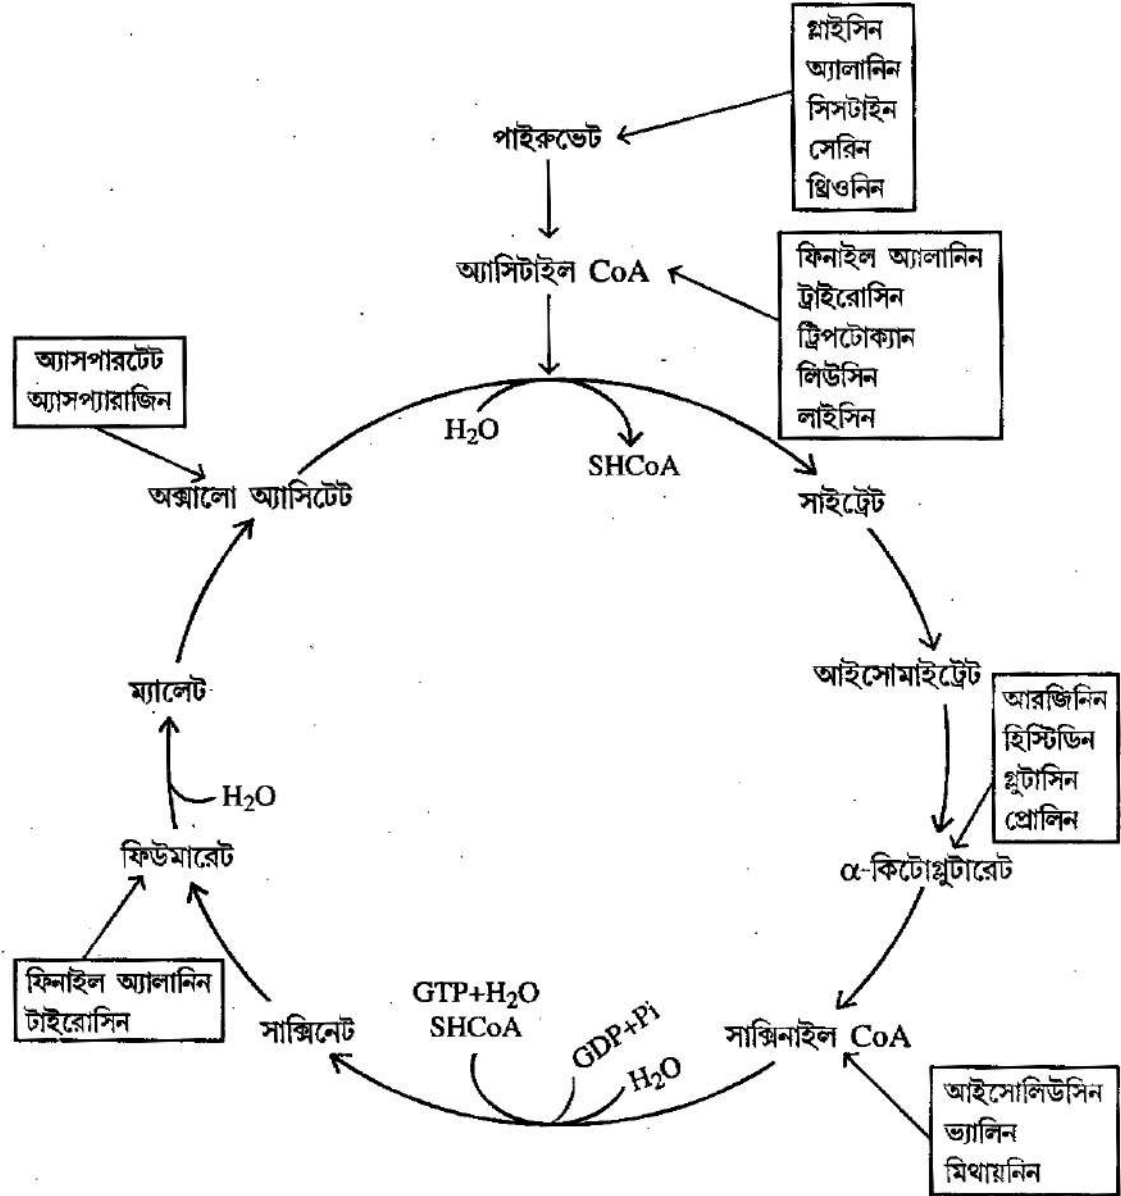 গ্লাইসিন
অ্যালানিন
সিসটাইন
সেরিন
থ্রিওনিন
পাইরুভেট
অ্যাসিটাইল CoA
ফিনাইল অ্যালানিন
ট্রাইরোসিন
ট্রিপটোক্যান
লিউসিন
লাইসিন
অ্যাসপারটেট
অ্যাসপ্যারাজিন
H₂O
SHCoA
অক্সালো অ্যাসিটেট
সাইট্রেট
ম্যালেট
আইসোমাইট্রেট
আরজিনিন
হিস্টিডিন
গ্লুটাসিন
প্রোলিন
H₂O
ফিউমারেট
α-কিটোগ্লুটারেট
ফিনাইল অ্যালানিন
টাইরোসিন
সাক্সিনেট
GTP+H₂O
SHCoA
GDP+Pi
H₂O
সাক্সিনাইল CoA
আইসোলিউসিন
ভ্যালিন
মিথায়নিন